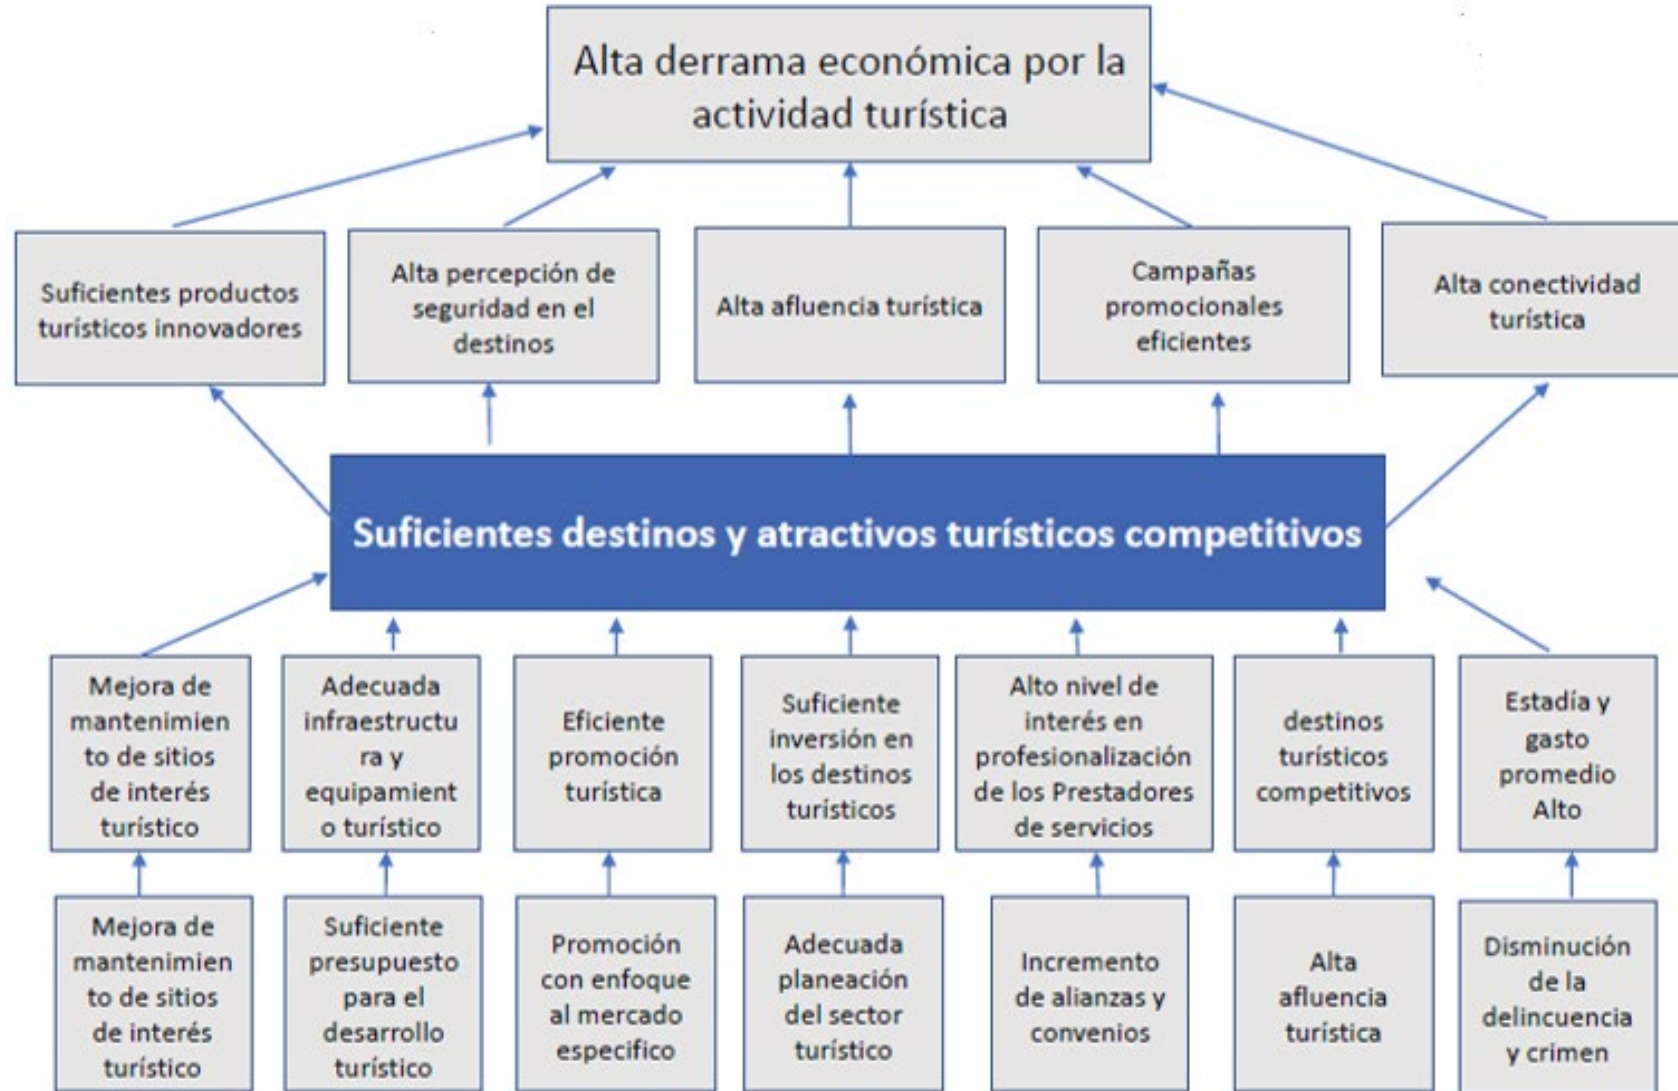 Alta derrama económica por la
actividad turística
Suficientes productos
turísticos innovadores
Alta percepción de
seguridad en el
destinos
Alta afluencia turística
Campañas
promocionales
eficientes
Alta conectividad
turística
Suficientes destinos y atractivos turísticos competitivos
Mejora de
mantenimien
to de sitios
de interés
turístico
Adecuada
infraestructu
ra y
equipamient
o turístico
Eficiente
promoción
turística
Suficiente
inversión en
los destinos
turísticos
Alto nivel de
interés en
profesionalización
de los Prestadores
de servicios
destinos
turísticos
competitivos
Estadía y
gasto
promedio
Alto
Mejora de
mantenimien
to de sitios
de interés
turístico
Suficiente
presupuesto
para el
desarrollo
turístico
Promoción
con enfoque
al mercado
especifico
Adecuada
planeación
del sector
turístico
Incremento
de alianzas y
convenios
Alta
afluencia
turística
Disminución
de la
delincuencia
y crimen